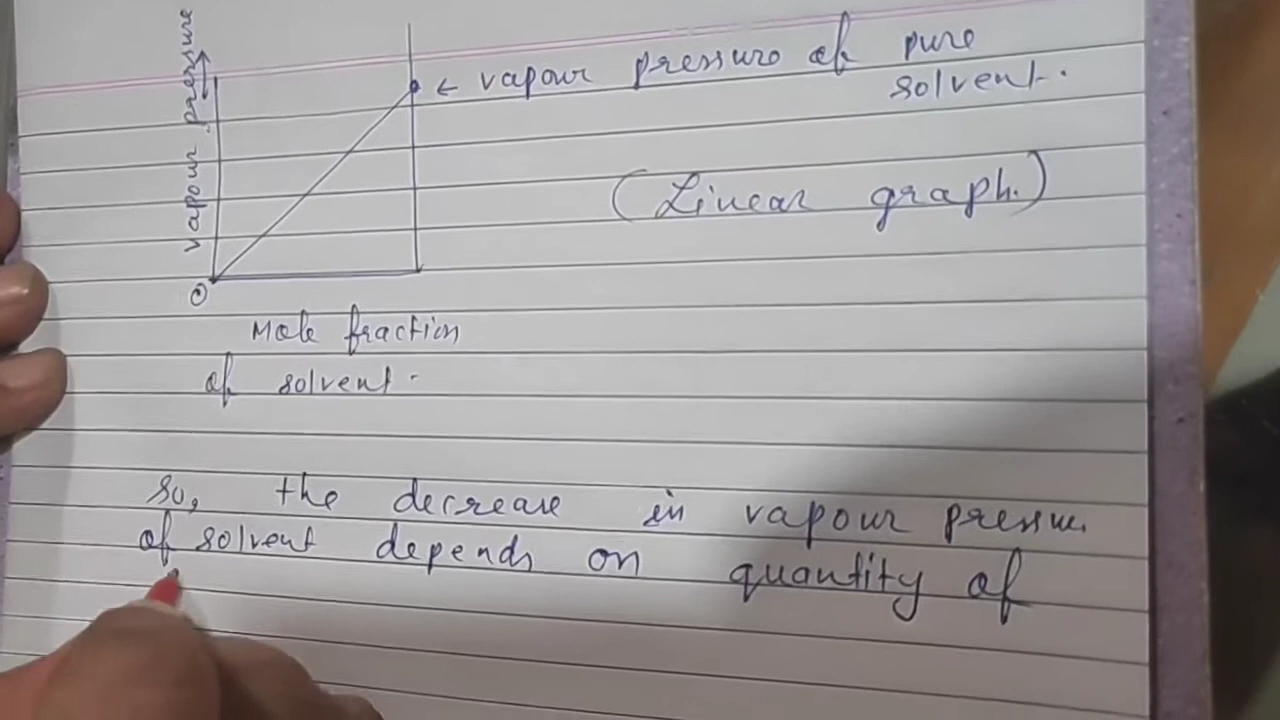 vapour pressure
← vapour pressure of pure
solvent.
(Linear graph.)
O
Mole fraction
of solvent.
so, the decrease in vapour pressure
of solvent depends on quantity of